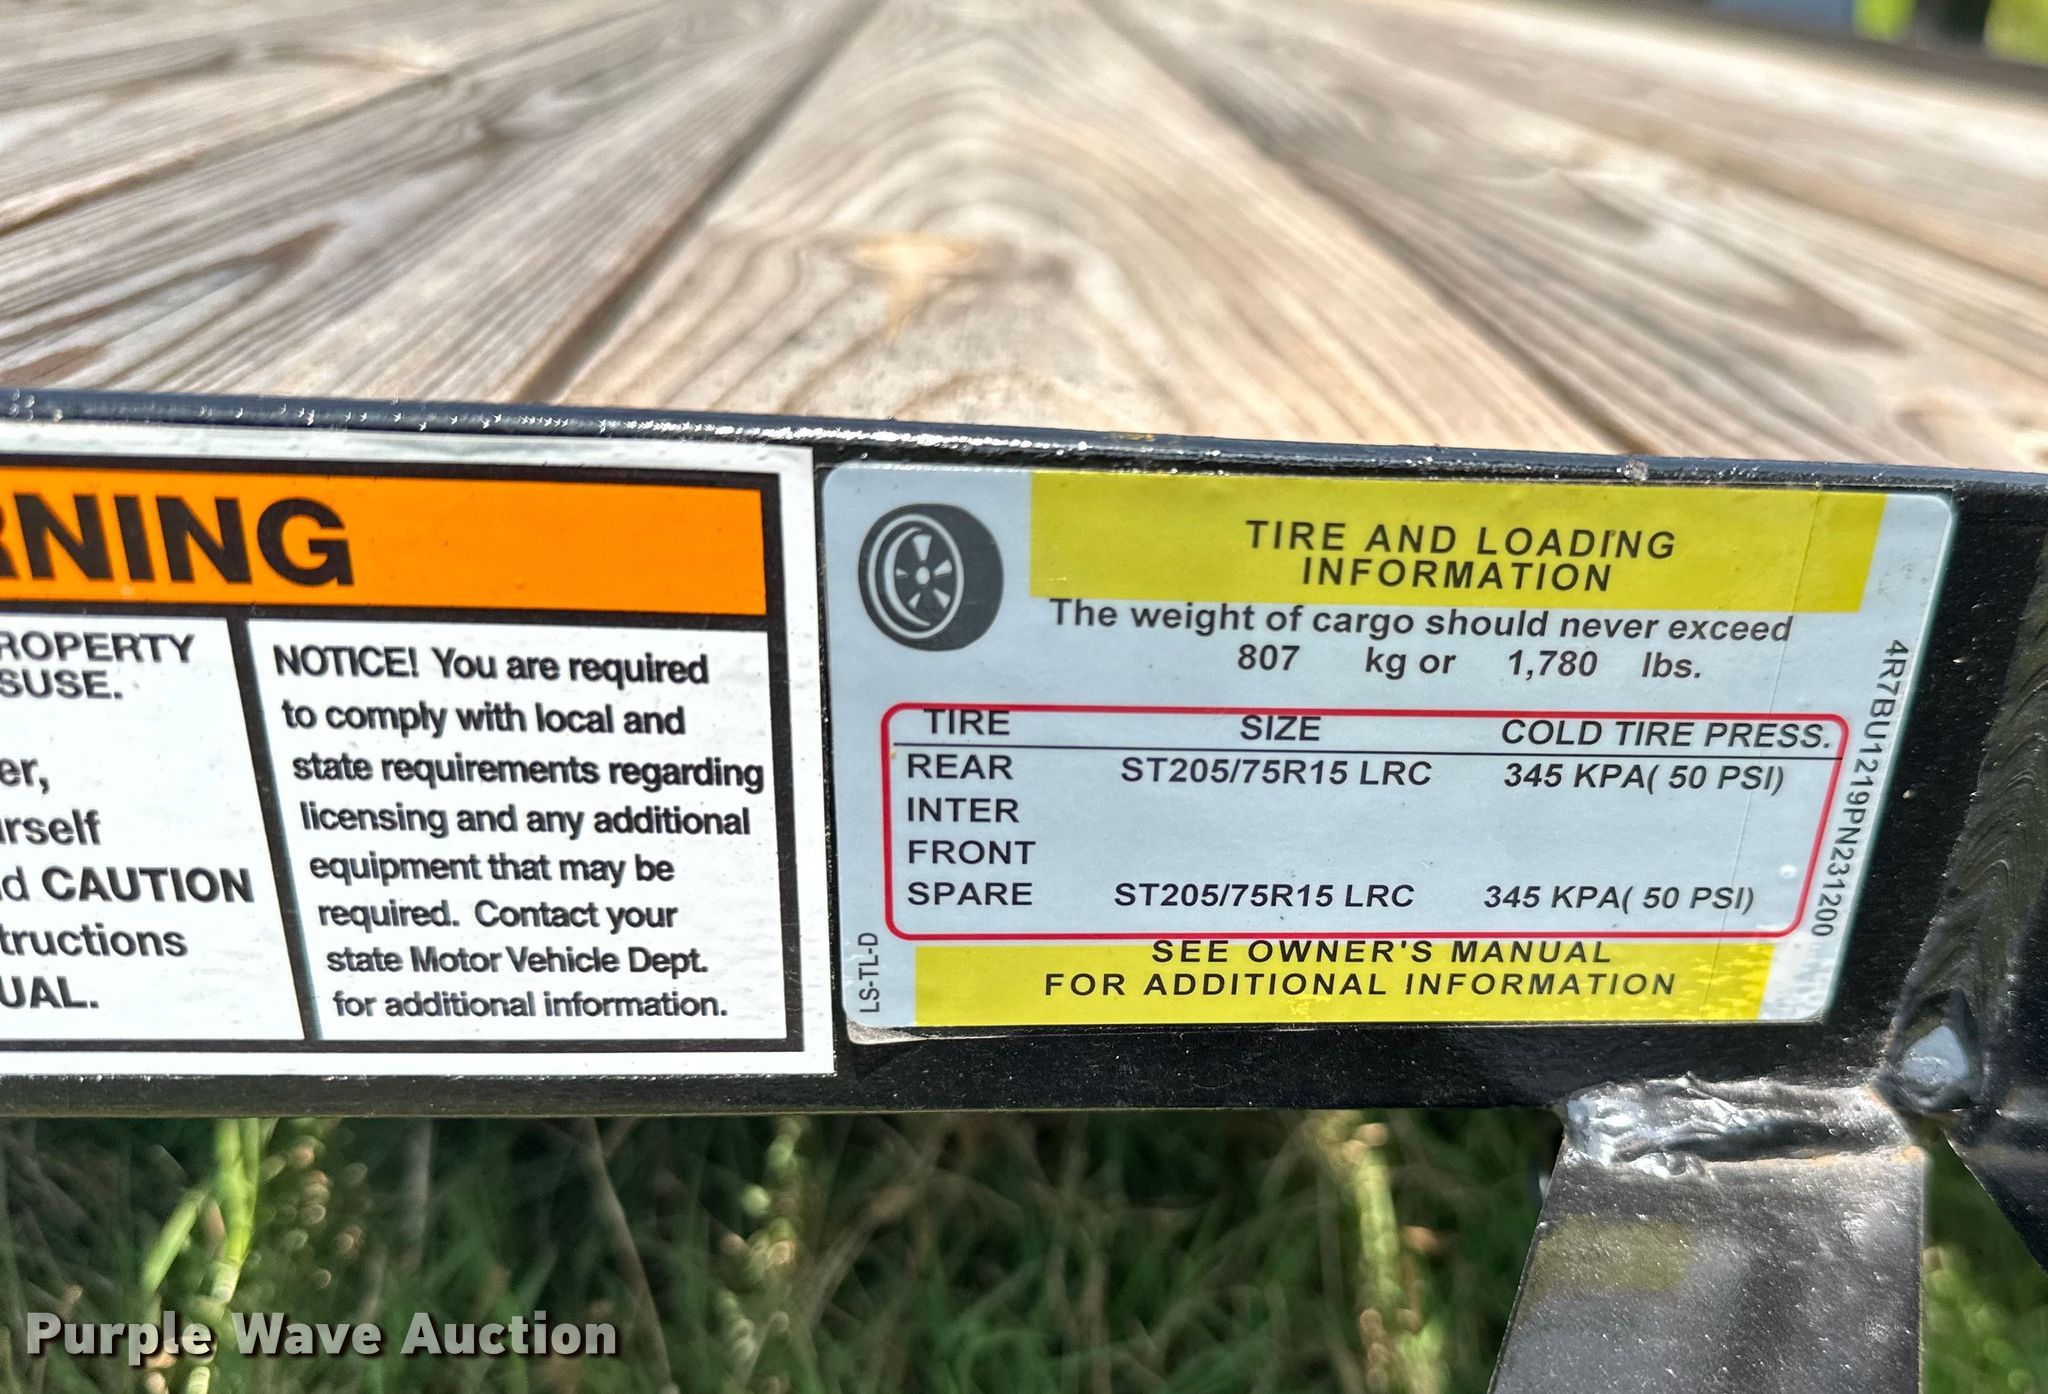 RNING
ROPERTY
SUSE.
er,
urself
d CAUTION
tructions
UAL.
NOTICE! You are required
to comply with local and
state requirements regarding
licensing and any additional
equipment that may be
required. Contact your
state Motor Vehicle Dept.
for additional information.
TIRE AND LOADING
INFORMATION
The weight of cargo should never exceed
807 kg or 1,780 lbs.
TIRE SIZE COLD TIRE PRESS.
REAR ST205/75R15 LRC 345 KPA( 50 PSI)
INTER
FRONT
SPARE ST205/75R15 LRC 345 KPA( 50 PSI)
SEE OWNER'S MANUAL
FOR ADDITIONAL INFORMATION
LS-TL-D
4R7BU1219PN231200
Purple Wave Auction